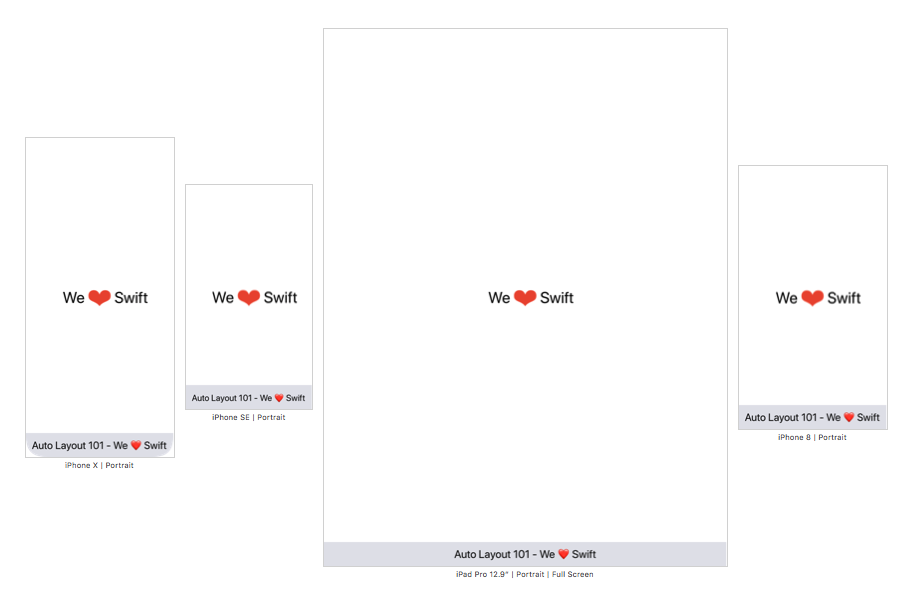 We ❤ Swift
Auto Layout 101 - We ❤ Swift
iPhone X | Portrait
We ❤ Swift
Auto Layout 101 - We ❤ Swift
iPhone SE | Portrait
We ❤ Swift
Auto Layout 101 - We ❤ Swift
iPad Pro 12.9" | Portrait | Full Screen
We ❤ Swift
Auto Layout 101 - We ❤ Swift
iPhone 8 | Portrait